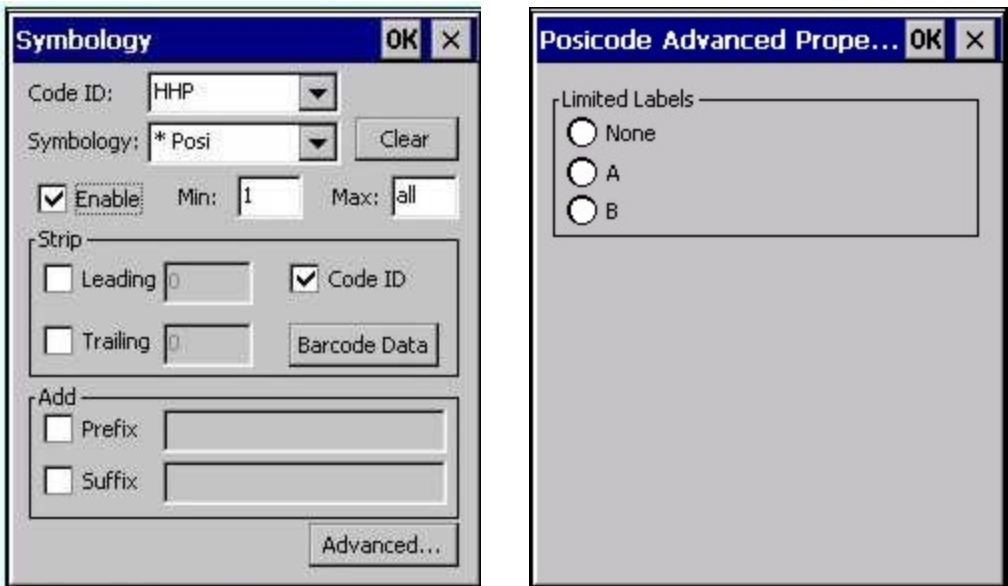 Symbology OK ×
Code ID: HHP
Symbology: * Posi Clear
Enable Min: 1 Max: all
Strip
Leading 0 Code ID
Trailing 0 Barcode Data
Add
Prefix
Suffix
Advanced...
Posicode Advanced Prope... OK ×
Limited Labels
None
A
B